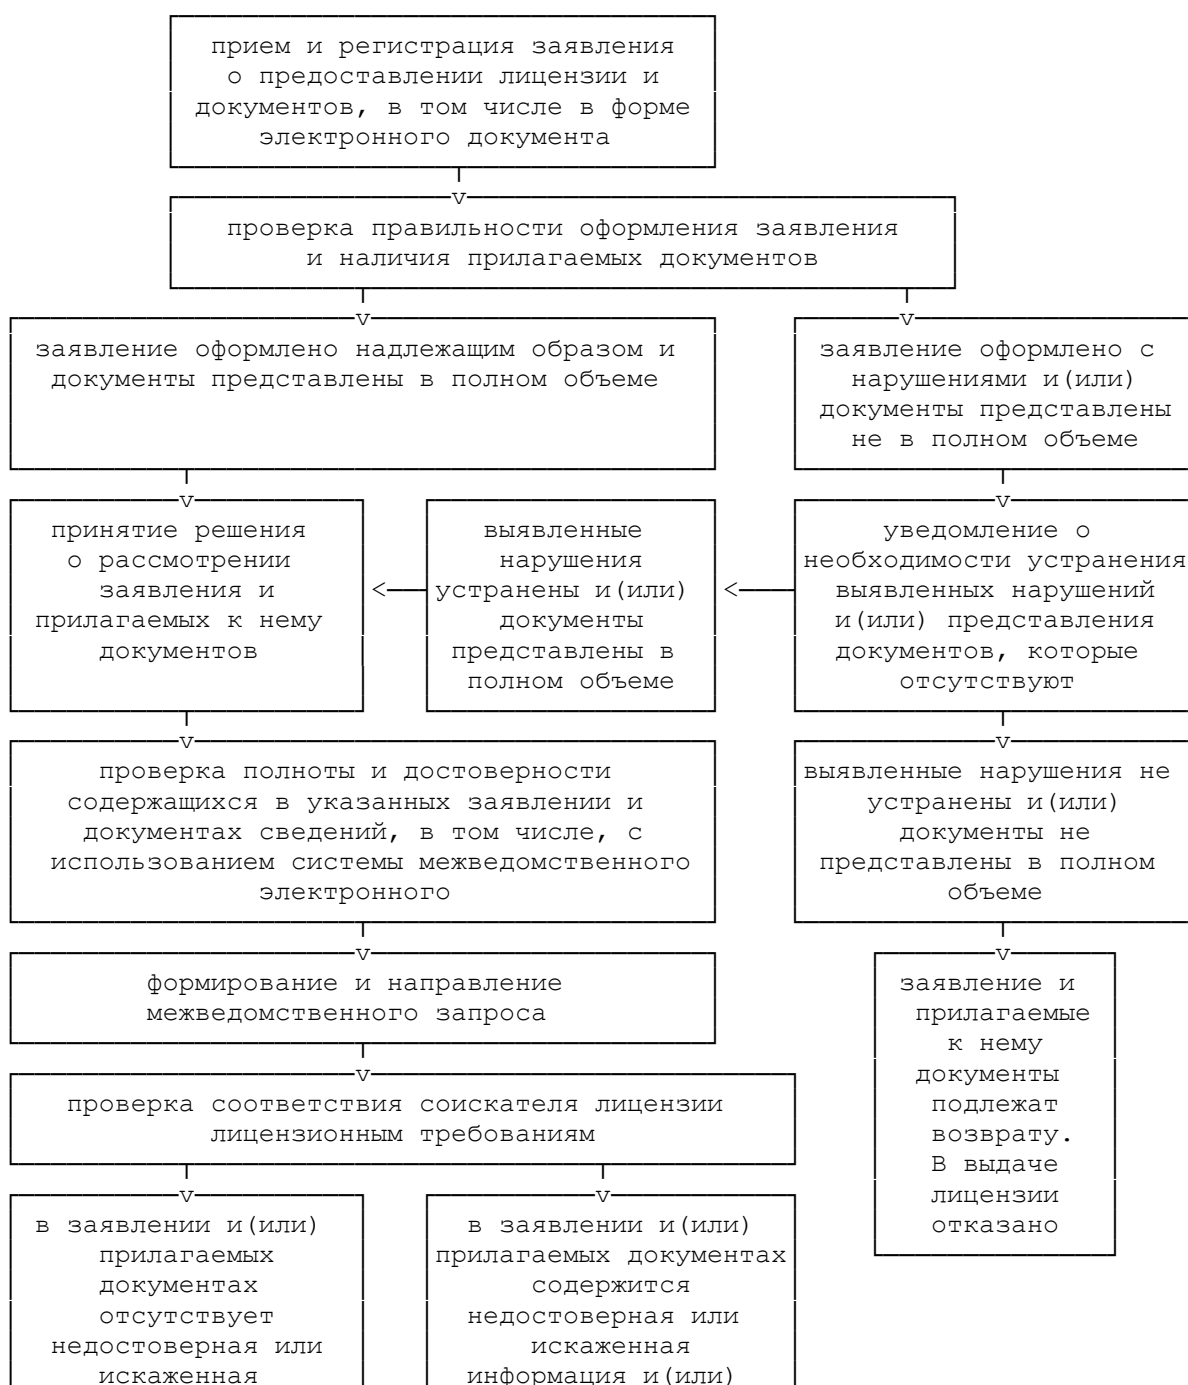 прием и регистрация заявления
о предоставлении лицензии и
документов, в том числе в форме
электронного документа
проверка правильности оформления заявления
и наличия прилагаемых документов
заявление оформлено надлежащим образом и
документы представлены в полном объеме
заявление оформлено с
нарушениями и(или)
документы представлены
не в полном объеме
принятие решения
о рассмотрении
заявления и
прилагаемых к нему
документов
выявленные
нарушения
устранены и(или)
документы
представлены в
полном объеме
уведомление о
необходимости устранения
выявленных нарушений
и(или) представления
документов, которые
отсутствуют
проверка полноты и достоверности
содержащихся в указанных заявлении и
документах сведений, в том числе, с
использованием системы межведомственного
электронного
выявленные нарушения не
устранены и(или)
документы не
представлены в полном
объеме
формирование и направление
межведомственного запроса
заявление и
прилагаемые
к нему
документы
подлежат
возврату.
В выдаче
лицензии
отказано
проверка соответствия соискателя лицензии
лицензионным требованиям
в заявлении и(или)
прилагаемых
документах
отсутствует
недостоверная или
искаженная
в заявлении и(или)
прилагаемых документах
содержится
недостоверная или
искаженная
информация и(или)